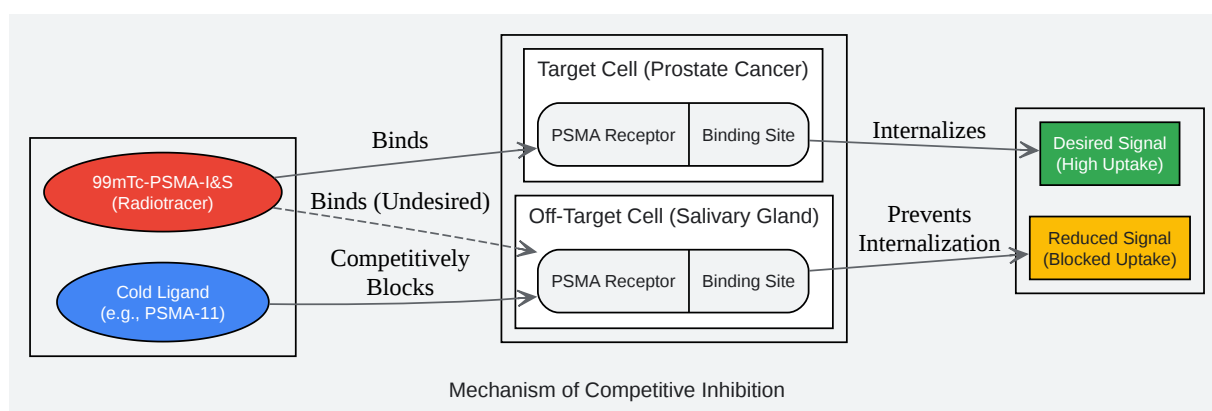 99mTc-PSMA-I&S
(Radiotracer)
Cold Ligand
(e.g., PSMA-11)
Binds
Binds (Undesired)
Competitively
Blocks
Target Cell (Prostate Cancer)
PSMA Receptor
Binding Site
Off-Target Cell (Salivary Gland)
PSMA Receptor
Binding Site
Internalizes
Prevents
Internalization
Desired Signal
(High Uptake)
Reduced Signal
(Blocked Uptake)
Mechanism of Competitive Inhibition